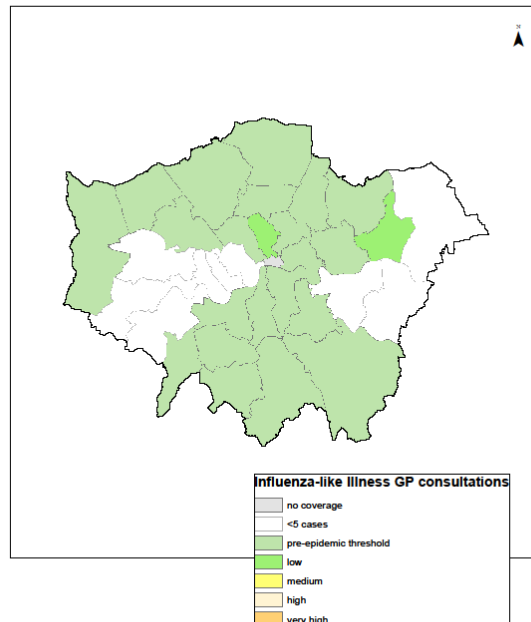 N
Influenza-like Illness GP consultations
no coverage
<5 cases
pre-epidemic threshold
low
medium
high
very high